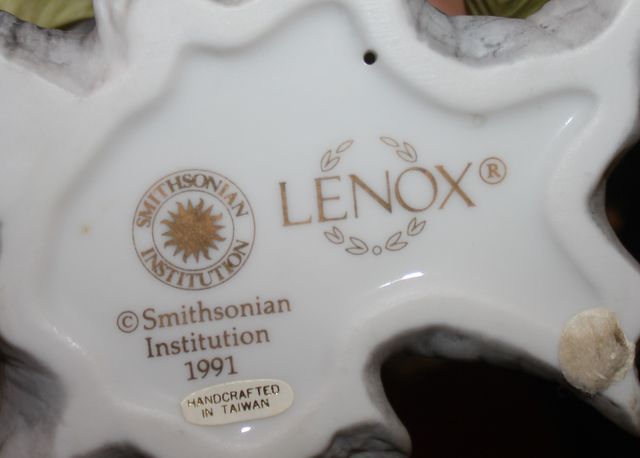 SMITHSONIAN
INSTITUTION
LENOX®
© Smithsonian
Institution
1991
HANDCRAFTED
IN TAIWAN